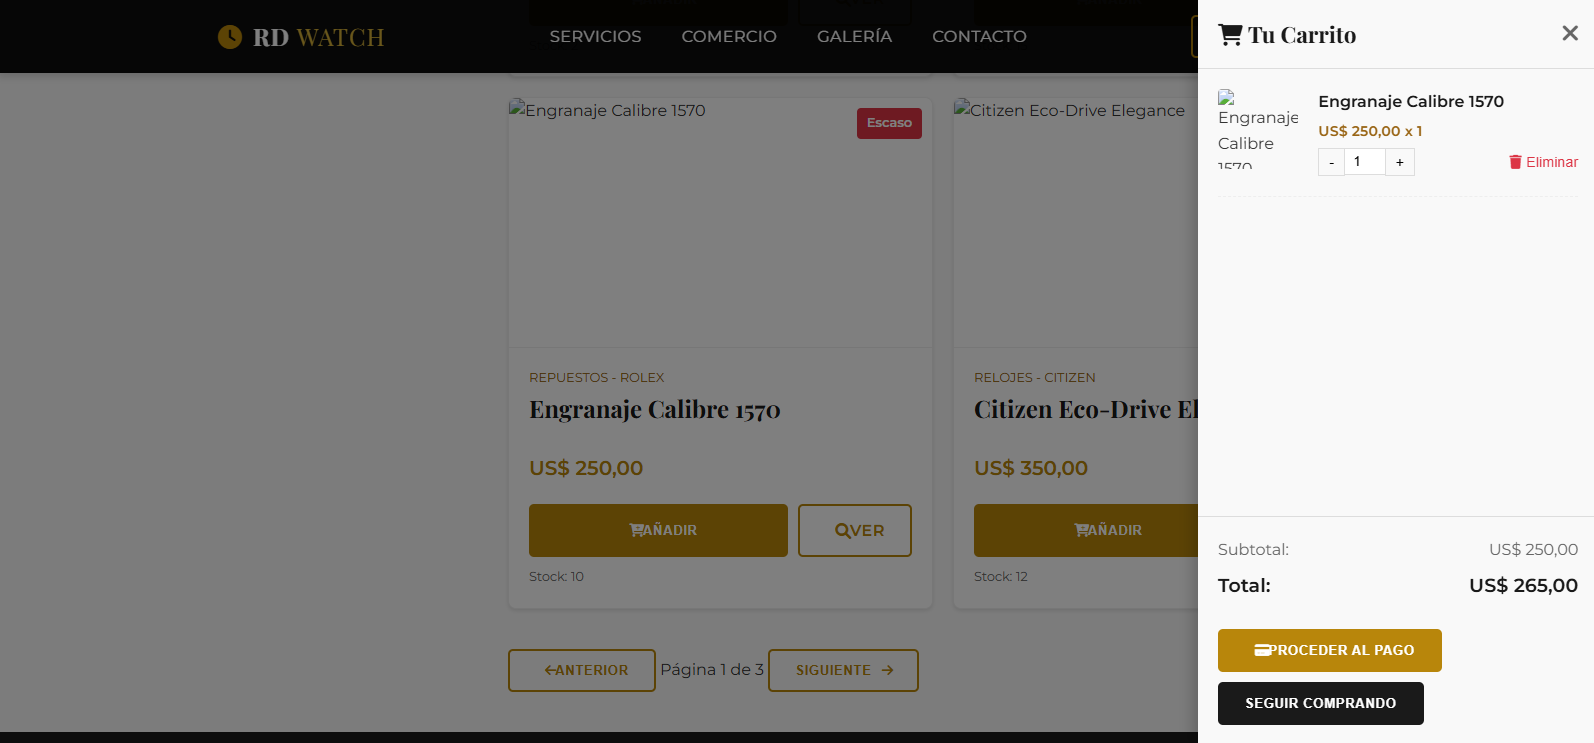 RD WATCH
SERVICIOS
COMERCIO
GALERÍA
CONTACTO
Engranaje Calibre 1570
Escaso
REPUESTOS - ROLEX
Engranaje Calibre 1570
US$ 250,00
AÑADIR
VER
Stock: 10
Citizen Eco-Drive Elegance
RELOJES - CITIZEN
Citizen Eco-Drive El
US$ 350,00
AÑADIR
Stock: 12
ANTERIOR
Página 1 de 3
SIGUIENTE
Tu Carrito
Engranaje
Calibre
1570
Engranaje Calibre 1570
US$ 250,00 x 1
-
1
+
Eliminar
Subtotal:
US$ 250,00
Total:
US$ 265,00
PROCEDER AL PAGO
SEGUIR COMPRANDO